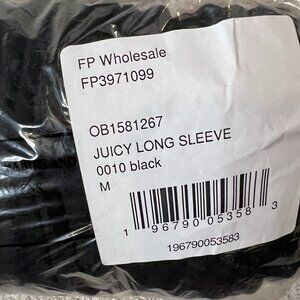 FP Wholesale
FP3971099
OB1581267
JUICY LONG SLEEVE
0010 black
M
1 96790 05358 3
196790053583